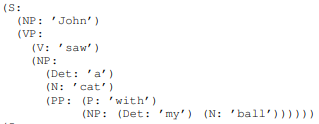 (S:
(NP: ’John’)
(VP:
(V: ’saw’)
(NP:
(Det: ’a’)
(N: ’cat’)
(PP: (P: ’with’)
(NP: (Det: ’my’) (N: ’ball’))))))